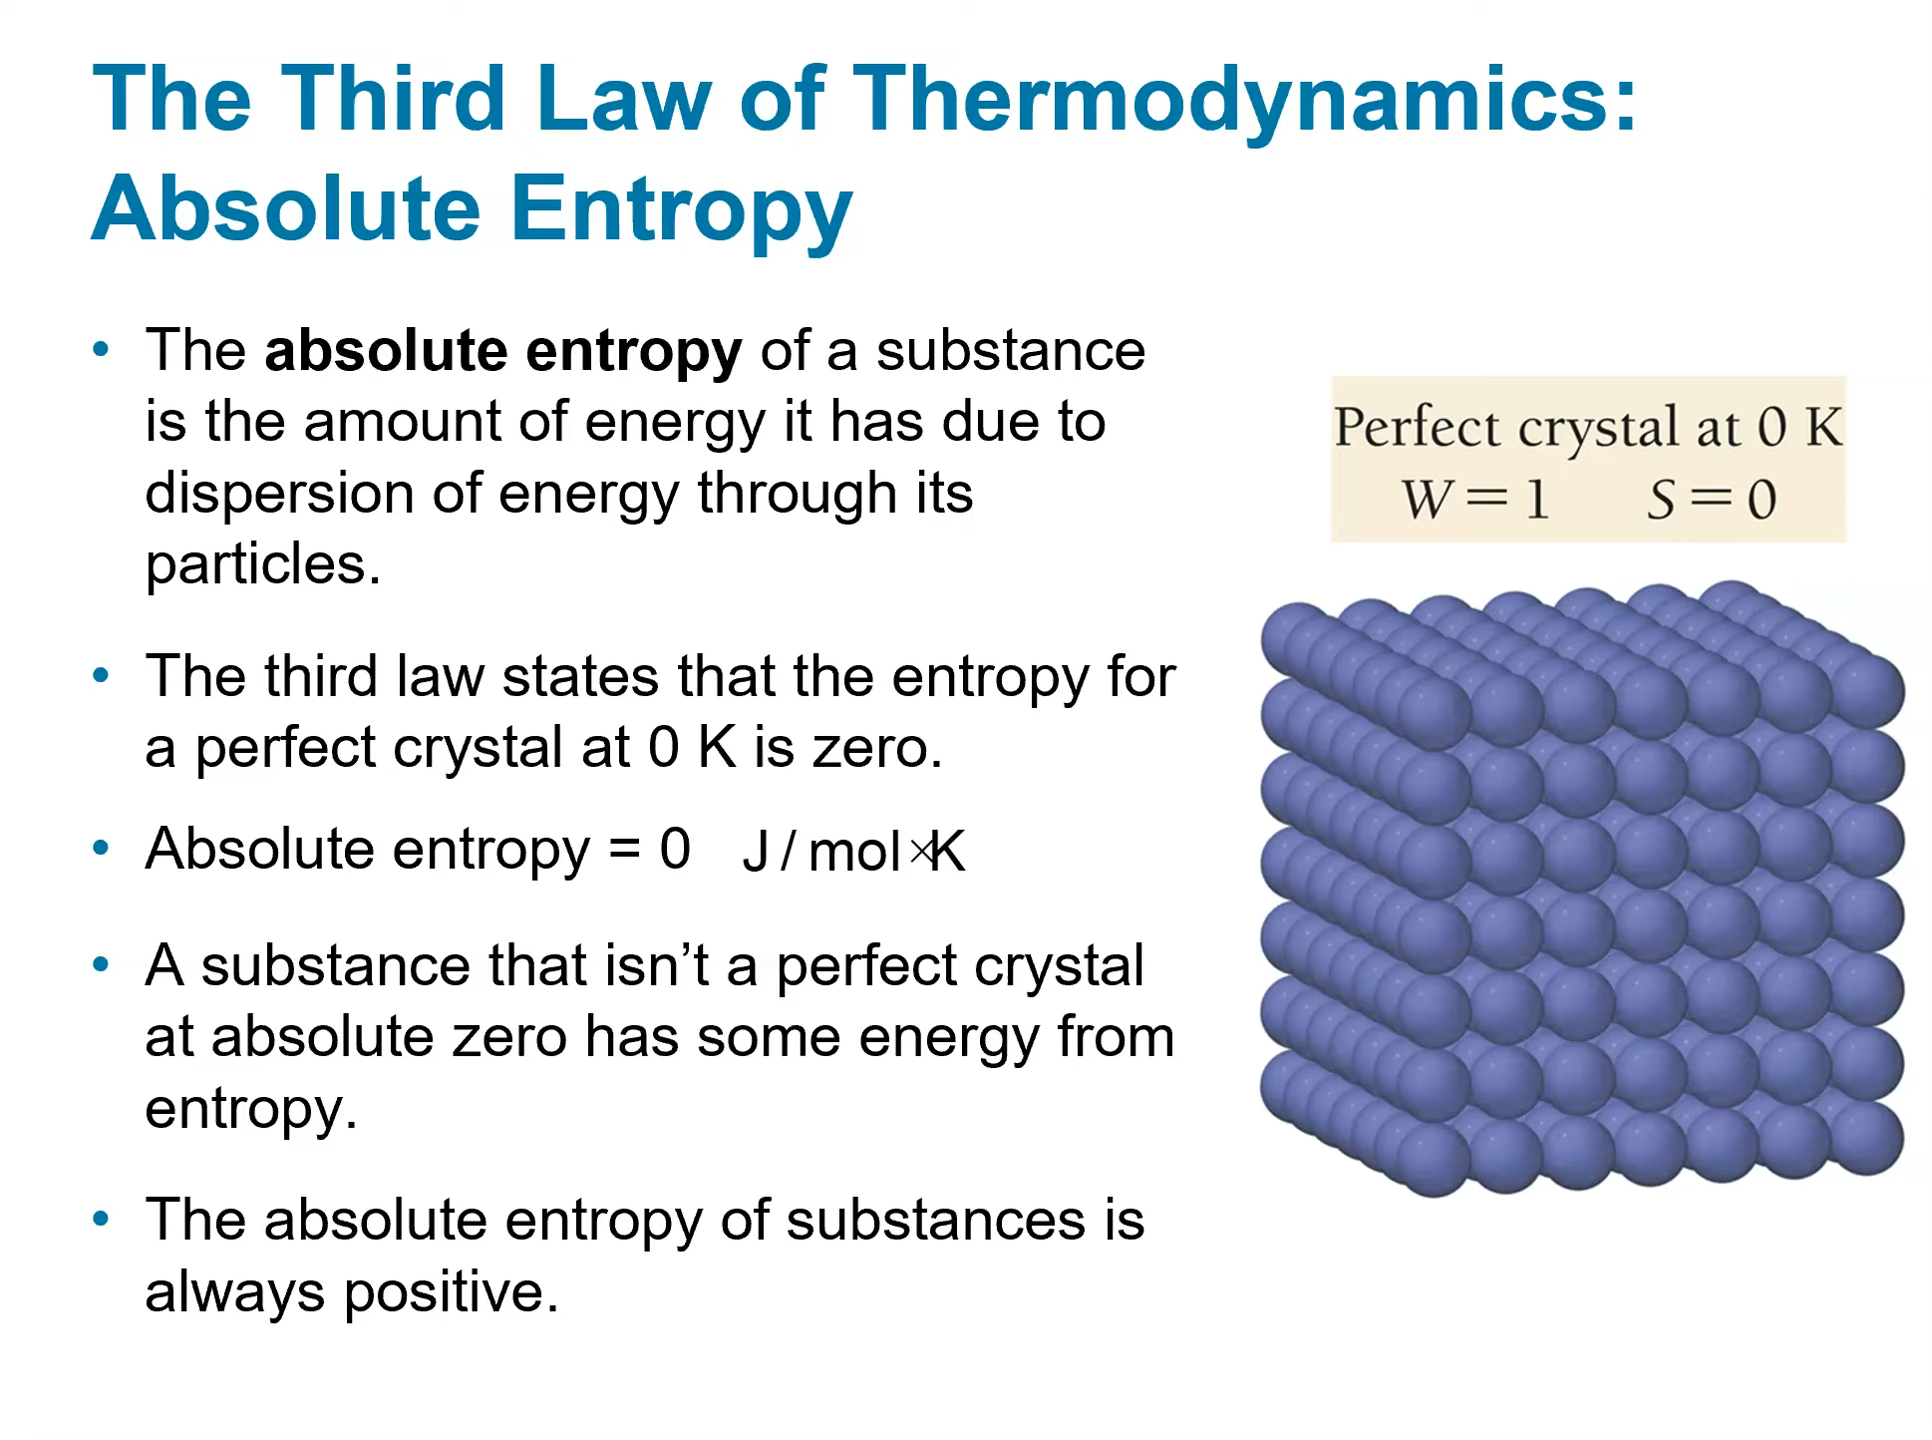 The Third Law of Thermodynamics:
Absolute Entropy
• The absolute entropy of a substance
is the amount of energy it has due to
dispersion of energy through its
particles.
• The third law states that the entropy for
a perfect crystal at 0 K is zero.
• Absolute entropy = 0 J / mol×K
• A substance that isn’t a perfect crystal
at absolute zero has some energy from
entropy.
• The absolute entropy of substances is
always positive.
Perfect crystal at 0 K
W = 1 S = 0